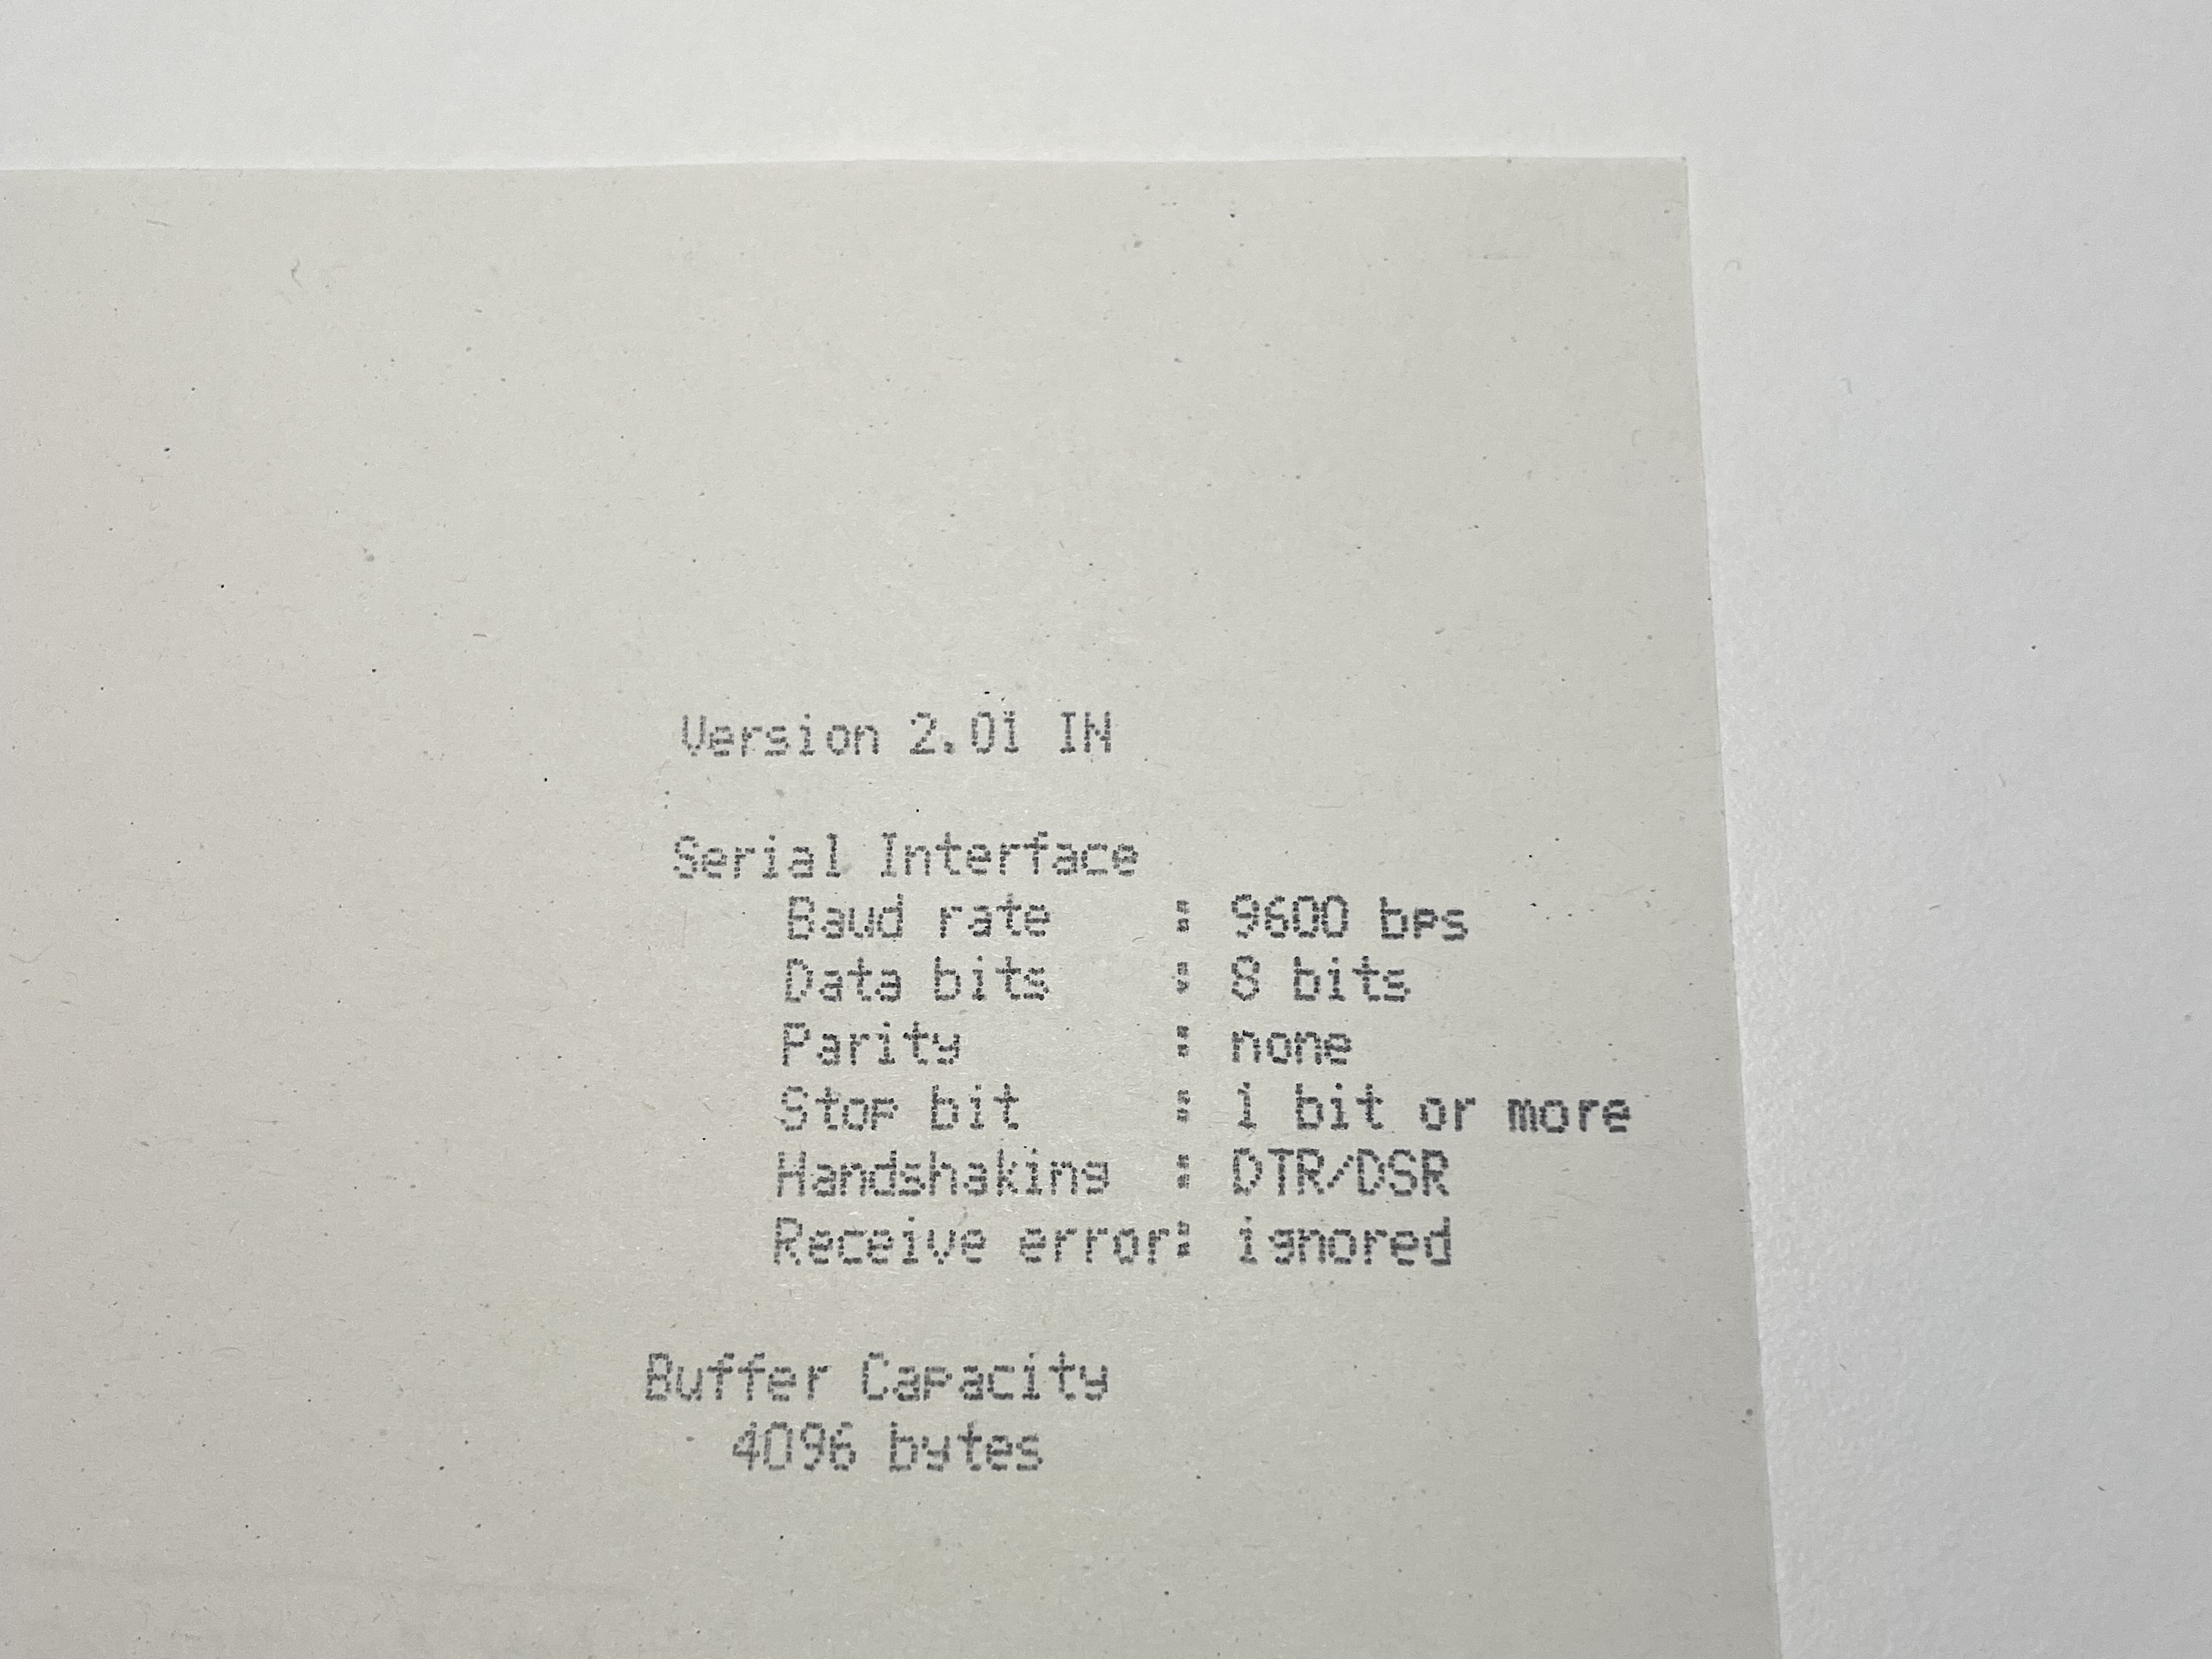 Version 2.01 IN
Serial Interface
Baud rate : 9600 bps
Data bits : 8 bits
Parity : none
Stop bit : 1 bit or more
Handshaking : DTR/DSR
Receive error: ignored
Buffer Capacity
4096 bytes